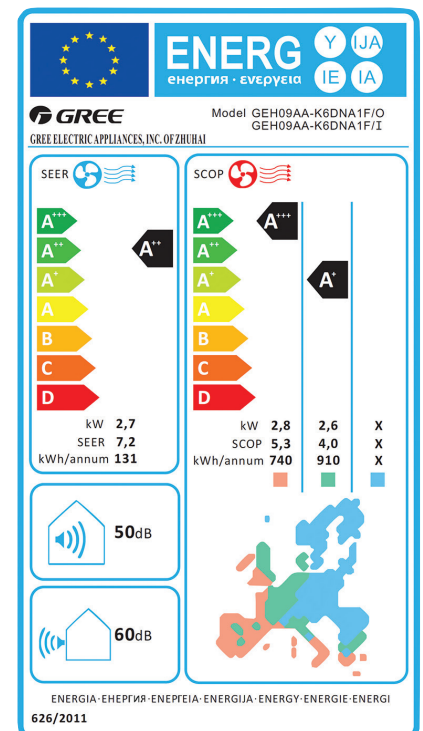 ENERG Y IJA
енергия · ενεργεια IE IA
GREE
GREE ELECTRIC APPLIANCES, INC. OF ZHUHAI
Model GEH09AA-K6DNA1F/O
GEH09AA-K6DNA1F/I
SEER
A+++
A++
A+
A
B
C
D
A++
kW 2,7
SEER 7,2
kWh/annum 131
SCOP
A+++
A++
A+
A
B
C
D
A+++
A+
kW 2,8 2,6 X
SCOP 5,3 4,0 X
kWh/annum 740 910 X
50dB
60dB
ENERGIA·ЕНЕРГИЯ·ΕΝΕΡΓΕΙΑ·ENERGIJA·ENERGY·ENERGIE·ENERGI
626/2011